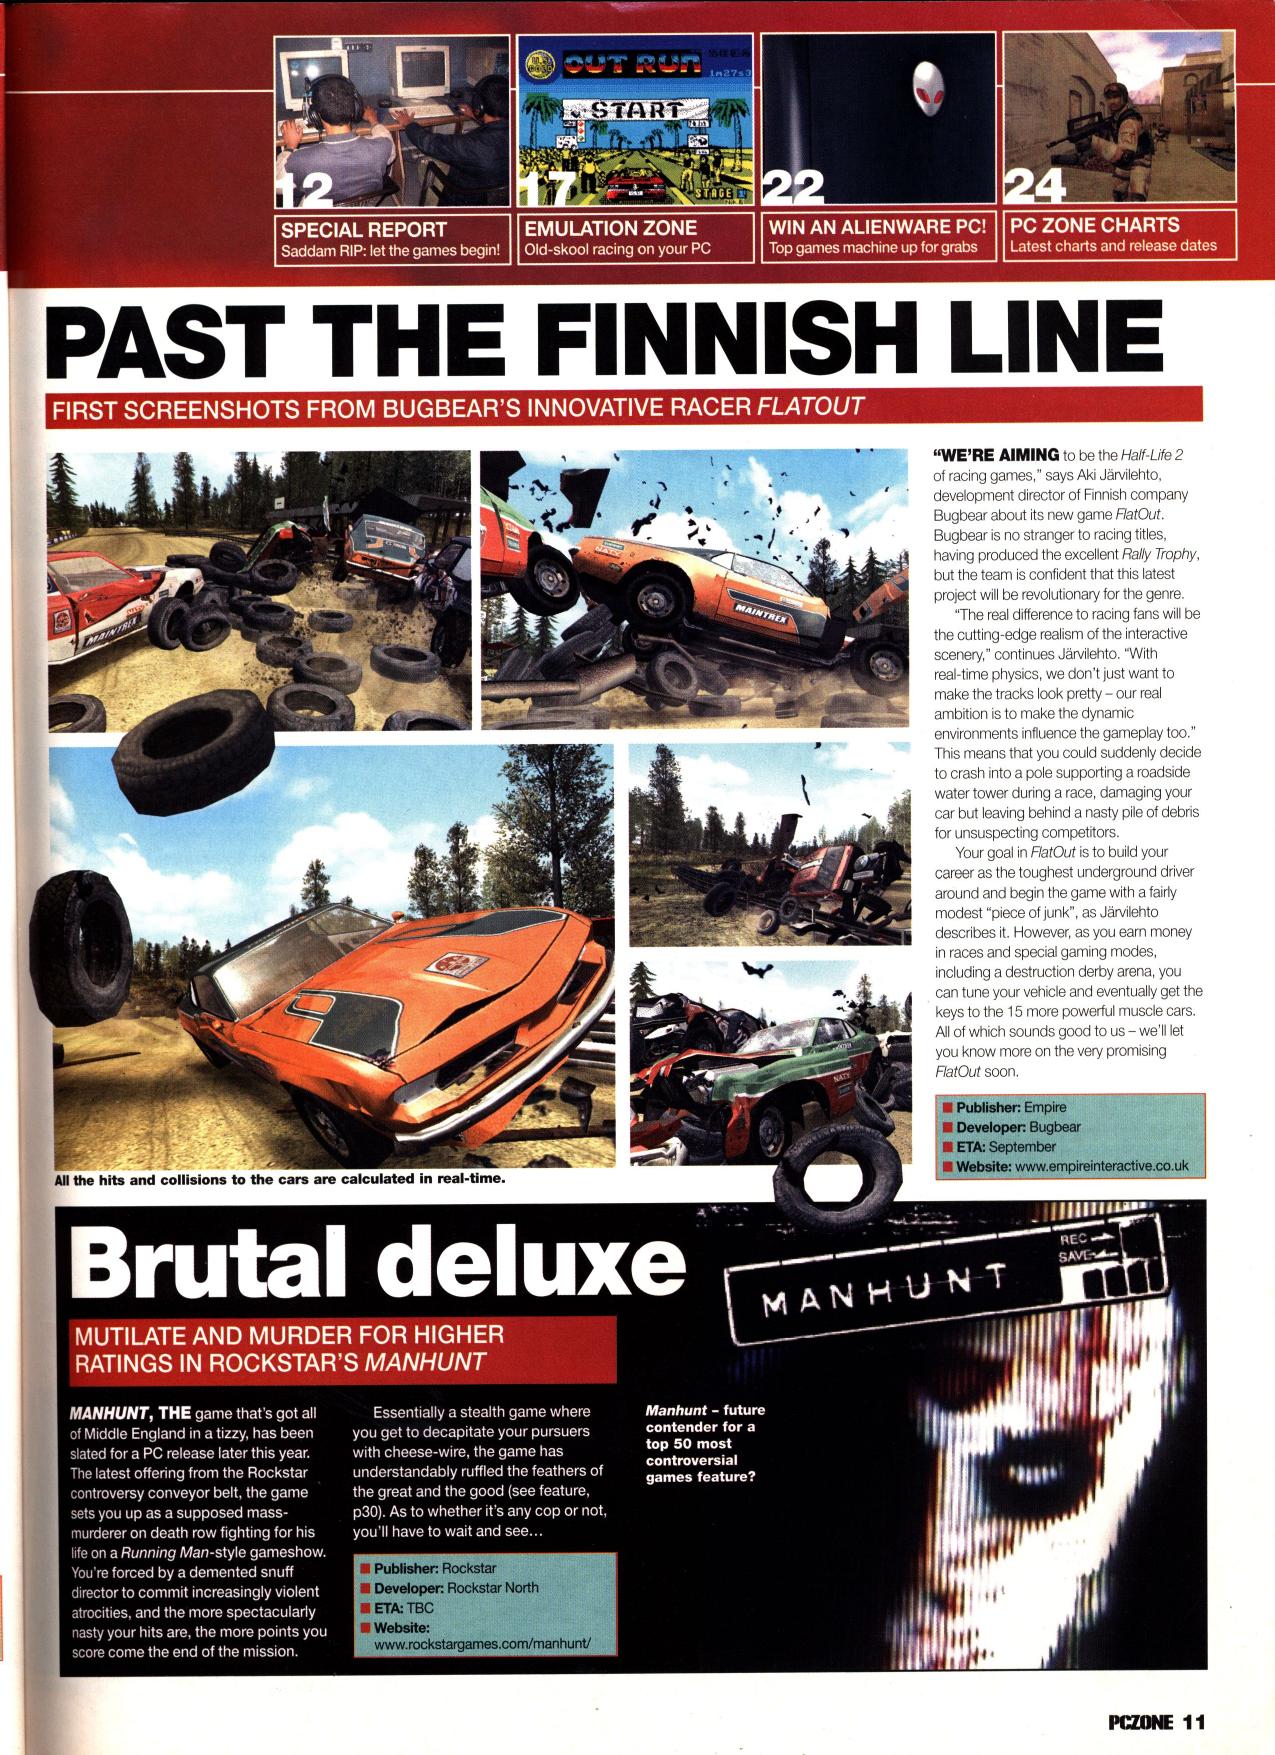 12
17
22
24
SPECIAL REPORT
Saddam RIP: let the games begin!
EMULATION ZONE
Old-skool racing on your PC
WIN AN ALIENWARE PC!
Top games machine up for grabs
PC ZONE CHARTS
Latest charts and release dates
OUT RUN
1m27s3
START
STAGE 1
PAST THE FINNISH LINE
FIRST SCREENSHOTS FROM BUGBEAR'S INNOVATIVE RACER FLATOUT
MAINTREX
MAINTREX
NATY
All the hits and collisions to the cars are calculated in real-time.
“WE'RE AIMING to be the Half-Life 2
of racing games,” says Aki Järvilehto,
development director of Finnish company
Bugbear about its new game FlatOut.
Bugbear is no stranger to racing titles,
having produced the excellent Rally Trophy,
but the team is confident that this latest
project will be revolutionary for the genre.
“The real difference to racing fans will be
the cutting-edge realism of the interactive
scenery,” continues Järvilehto. “With
real-time physics, we don't just want to
make the tracks look pretty – our real
ambition is to make the dynamic
environments influence the gameplay too.”
This means that you could suddenly decide
to crash into a pole supporting a roadside
water tower during a race, damaging your
car but leaving behind a nasty pile of debris
for unsuspecting competitors.
Your goal in FlatOut is to build your
career as the toughest underground driver
around and begin the game with a fairly
modest “piece of junk”, as Järvilehto
describes it. However, as you earn money
in races and special gaming modes,
including a destruction derby arena, you
can tune your vehicle and eventually get the
keys to the 15 more powerful muscle cars.
All of which sounds good to us – we'll let
you know more on the very promising
FlatOut soon.
Publisher: Empire
Developer: Bugbear
ETA: September
Website: www.empireinteractive.co.uk
Brutal deluxe
MUTILATE AND MURDER FOR HIGHER
RATINGS IN ROCKSTAR'S MANHUNT
MANHUNT, THE game that's got all
of Middle England in a tizzy, has been
slated for a PC release later this year.
The latest offering from the Rockstar
controversy conveyor belt, the game
sets you up as a supposed mass-
murderer on death row fighting for his
life on a Running Man-style gameshow.
You're forced by a demented snuff
director to commit increasingly violent
atrocities, and the more spectacularly
nasty your hits are, the more points you
score come the end of the mission.
Essentially a stealth game where
you get to decapitate your pursuers
with cheese-wire, the game has
understandably ruffled the feathers of
the great and the good (see feature,
p30). As to whether it's any cop or not,
you'll have to wait and see...
Publisher: Rockstar
Developer: Rockstar North
ETA: TBC
Website:
www.rockstargames.com/manhunt/
Manhunt – future
contender for a
top 50 most
controversial
games feature?
MANHUNT
REC
SAVE
PCZONE 11